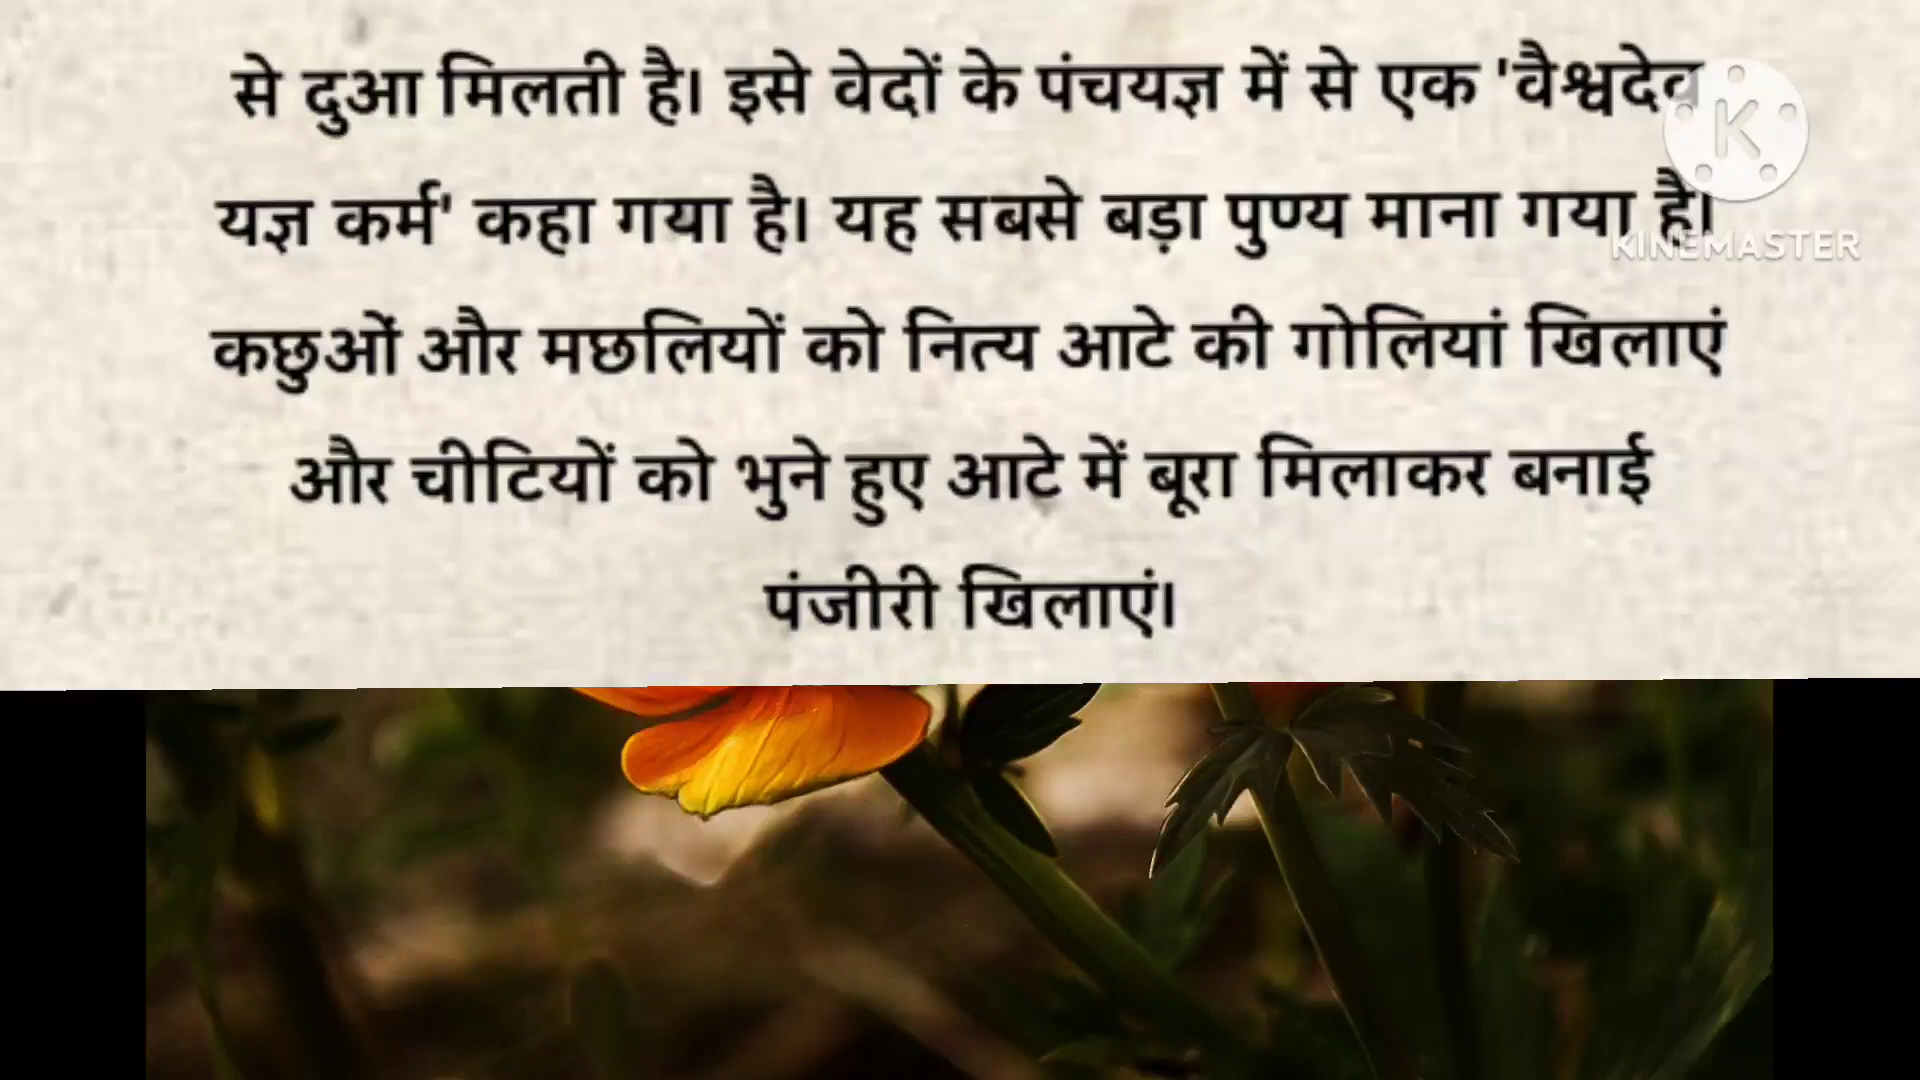 से दुआ मिलती है। इसे वेदों के पंचयज्ञ में से एक 'वैश्वदेव
यज्ञ कर्म' कहा गया है। यह सबसे बड़ा पुण्य माना गया है।
कछुओं और मछलियों को नित्य आटे की गोलियां खिलाएं
और चीटियों को भुने हुए आटे में बूरा मिलाकर बनाई
पंजीरी खिलाएं।
K
KINEMASTER